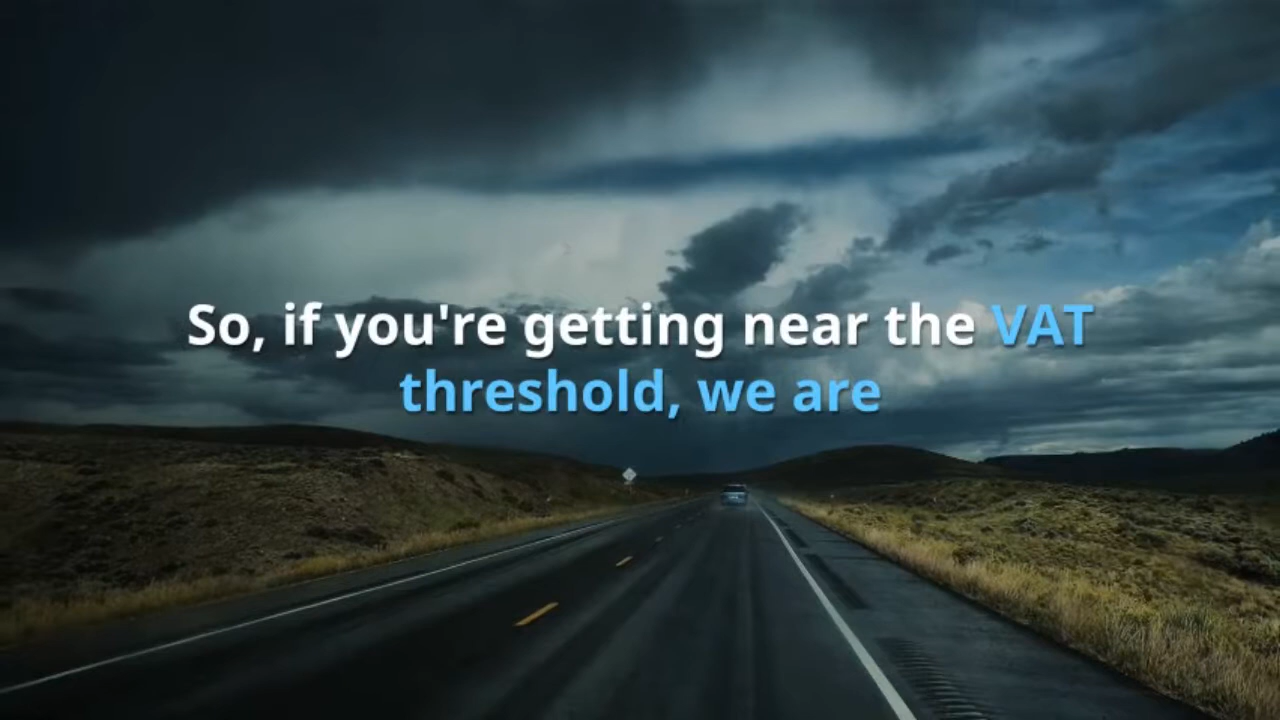 So, if you're getting near the VAT
threshold, we are